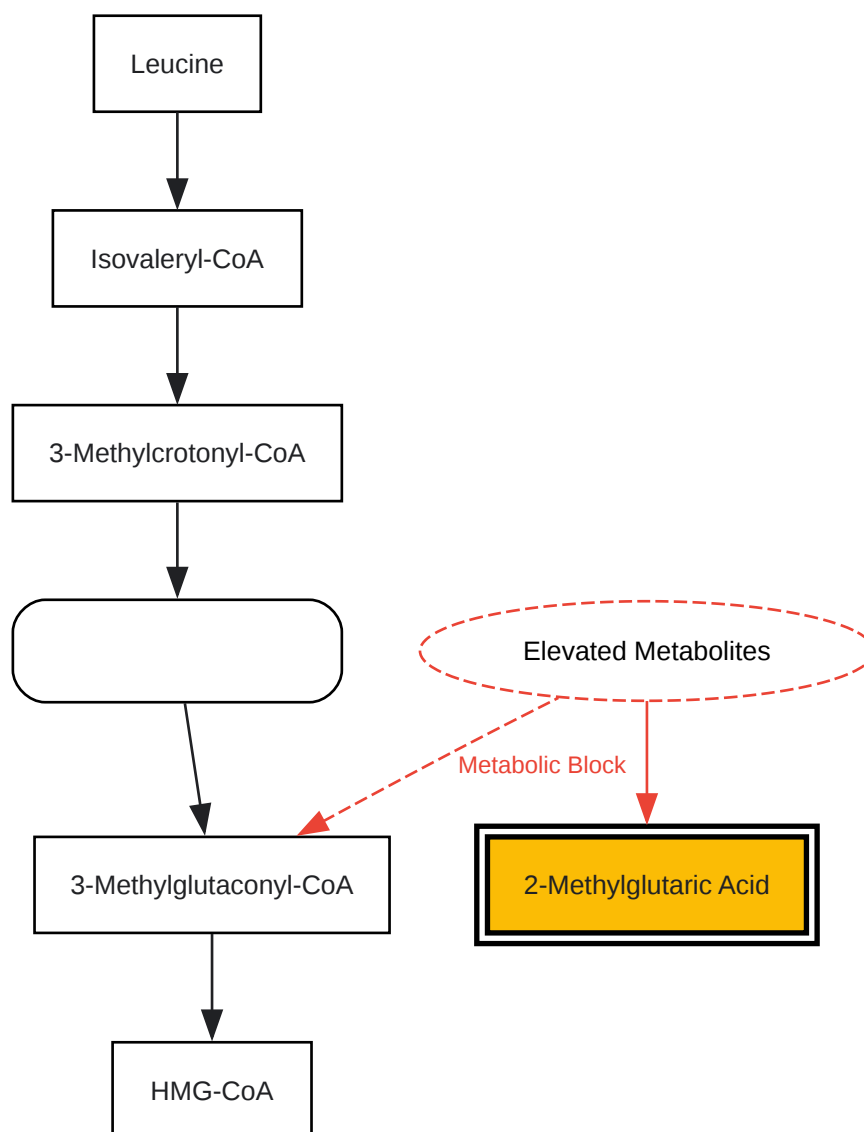 Leucine
Isovaleryl-CoA
3-Methylcrotonyl-CoA
Elevated Metabolites
Metabolic Block
3-Methylglutaconyl-CoA
2-Methylglutaric Acid
HMG-CoA